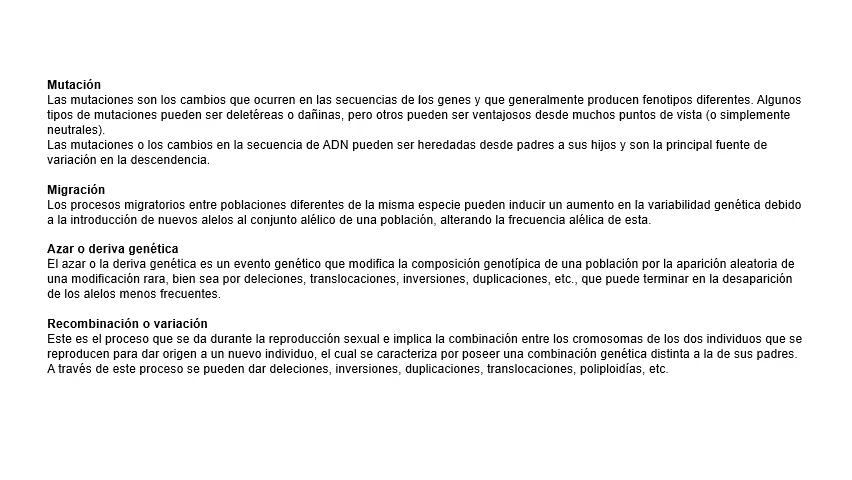 Mutación
Las mutaciones son los cambios que ocurren en las secuencias de los genes y que generalmente producen fenotipos diferentes. Algunos
tipos de mutaciones pueden ser deletéreas o dañinas, pero otros pueden ser ventajosos desde muchos puntos de vista (o simplemente
neutrales).
Las mutaciones o los cambios en la secuencia de ADN pueden ser heredadas desde padres a sus hijos y son la principal fuente de
variación en la descendencia.
Migración
Los procesos migratorios entre poblaciones diferentes de la misma especie pueden inducir un aumento en la variabilidad genética debido
a la introducción de nuevos alelos al conjunto alélico de una población, alterando la frecuencia alélica de esta.
Azar o deriva genética
El azar o la deriva genética es un evento genético que modifica la composición genotípica de una población por la aparición aleatoria de
una modificación rara, bien sea por deleciones, translocaciones, inversiones, duplicaciones, etc., que puede terminar en la desaparición
de los alelos menos frecuentes.
Recombinación o variación
Este es el proceso que se da durante la reproducción sexual e implica la combinación entre los cromosomas de los dos individuos que se
reproducen para dar origen a un nuevo individuo, el cual se caracteriza por poseer una combinación genética distinta a la de sus padres.
A través de este proceso se pueden dar deleciones, inversiones, duplicaciones, translocaciones, poliploidías, etc.